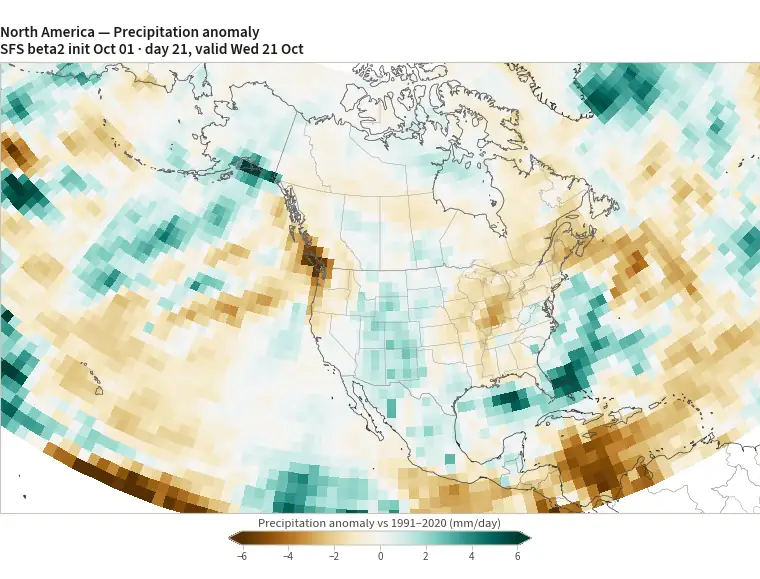 North America — Precipitation anomaly
SFS beta2 init Oct 01 · day 21, valid Wed 21 Oct
Precipitation anomaly vs 1991–2020 (mm/day)
−6 −4 −2 0 2 4 6